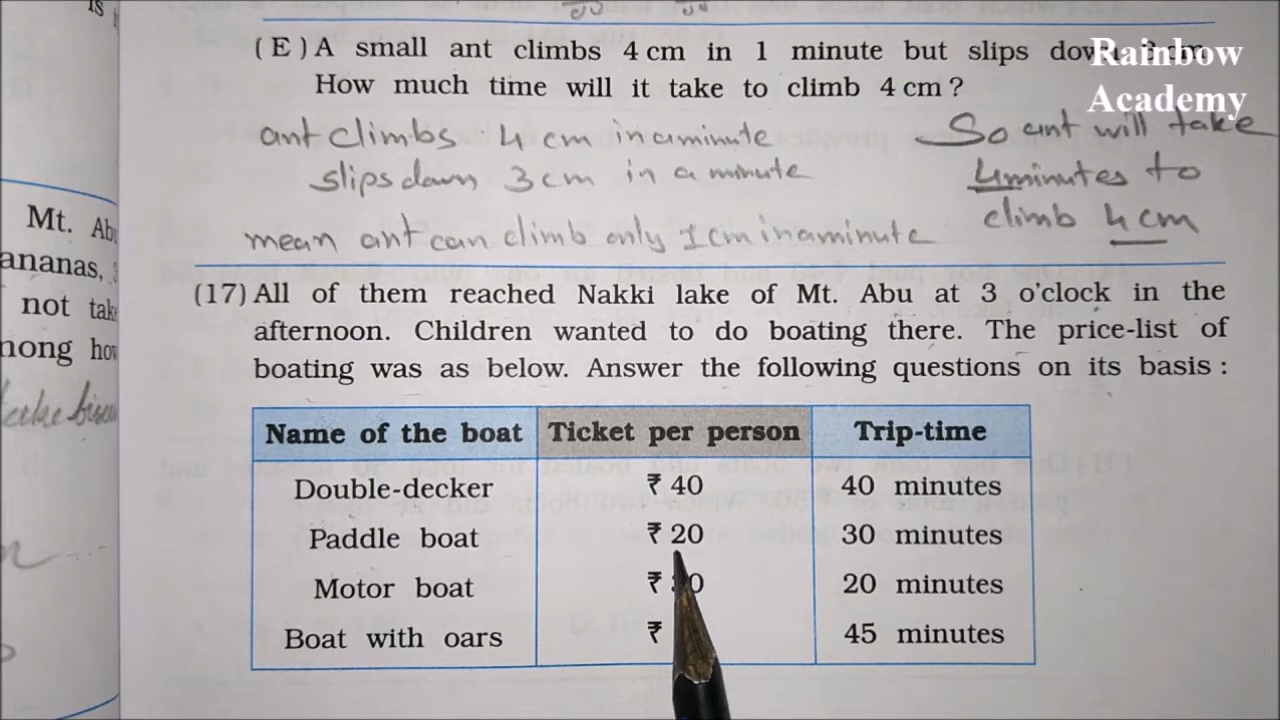 (E) A small ant climbs 4 cm in 1 minute but slips down
How much time will it take to climb 4 cm ?
Rainbow
Academy
ant climbs 4 cm in a minute
slips down 3 cm in a minute
mean ant can climb only 1 cm in a minute
So ant will take
4 minutes to
climb 4 cm
Mt.
ananas,
not
(17) All of them reached Nakki lake of Mt. Abu at 3 o'clock in the
afternoon. Children wanted to do boating there. The price-list of
boating was as below. Answer the following questions on its basis :
Name of the boat Ticket per person Trip-time
Double-decker ₹ 40 40 minutes
Paddle boat ₹ 20 30 minutes
Motor boat ₹ 20 minutes
Boat with oars ₹ 45 minutes